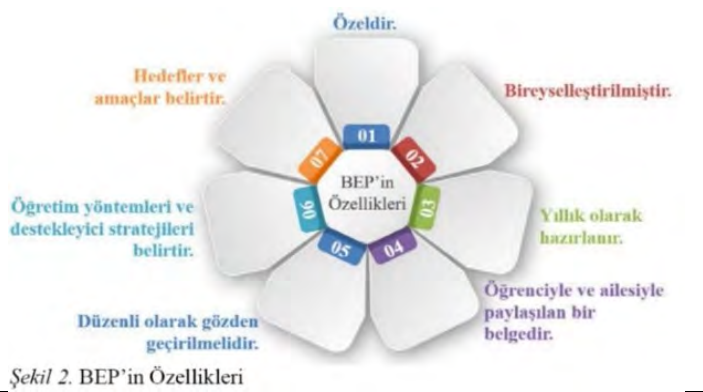 Özeldir.
Hedefler ve
amaçlar belirtir.
Bireyselleştirilmiştir.
01
07
02
BEP'in
Özellikleri
06
03
Öğretim yöntemleri ve
destekleyici stratejileri
belirtir.
Yıllık olarak
hazırlanır.
05
04
Öğrenciyle ve ailesiyle
paylaşılan bir
belgedir.
Düzenli olarak gözden
geçirilmelidir.
Şekil 2. BEP'in Özellikleri